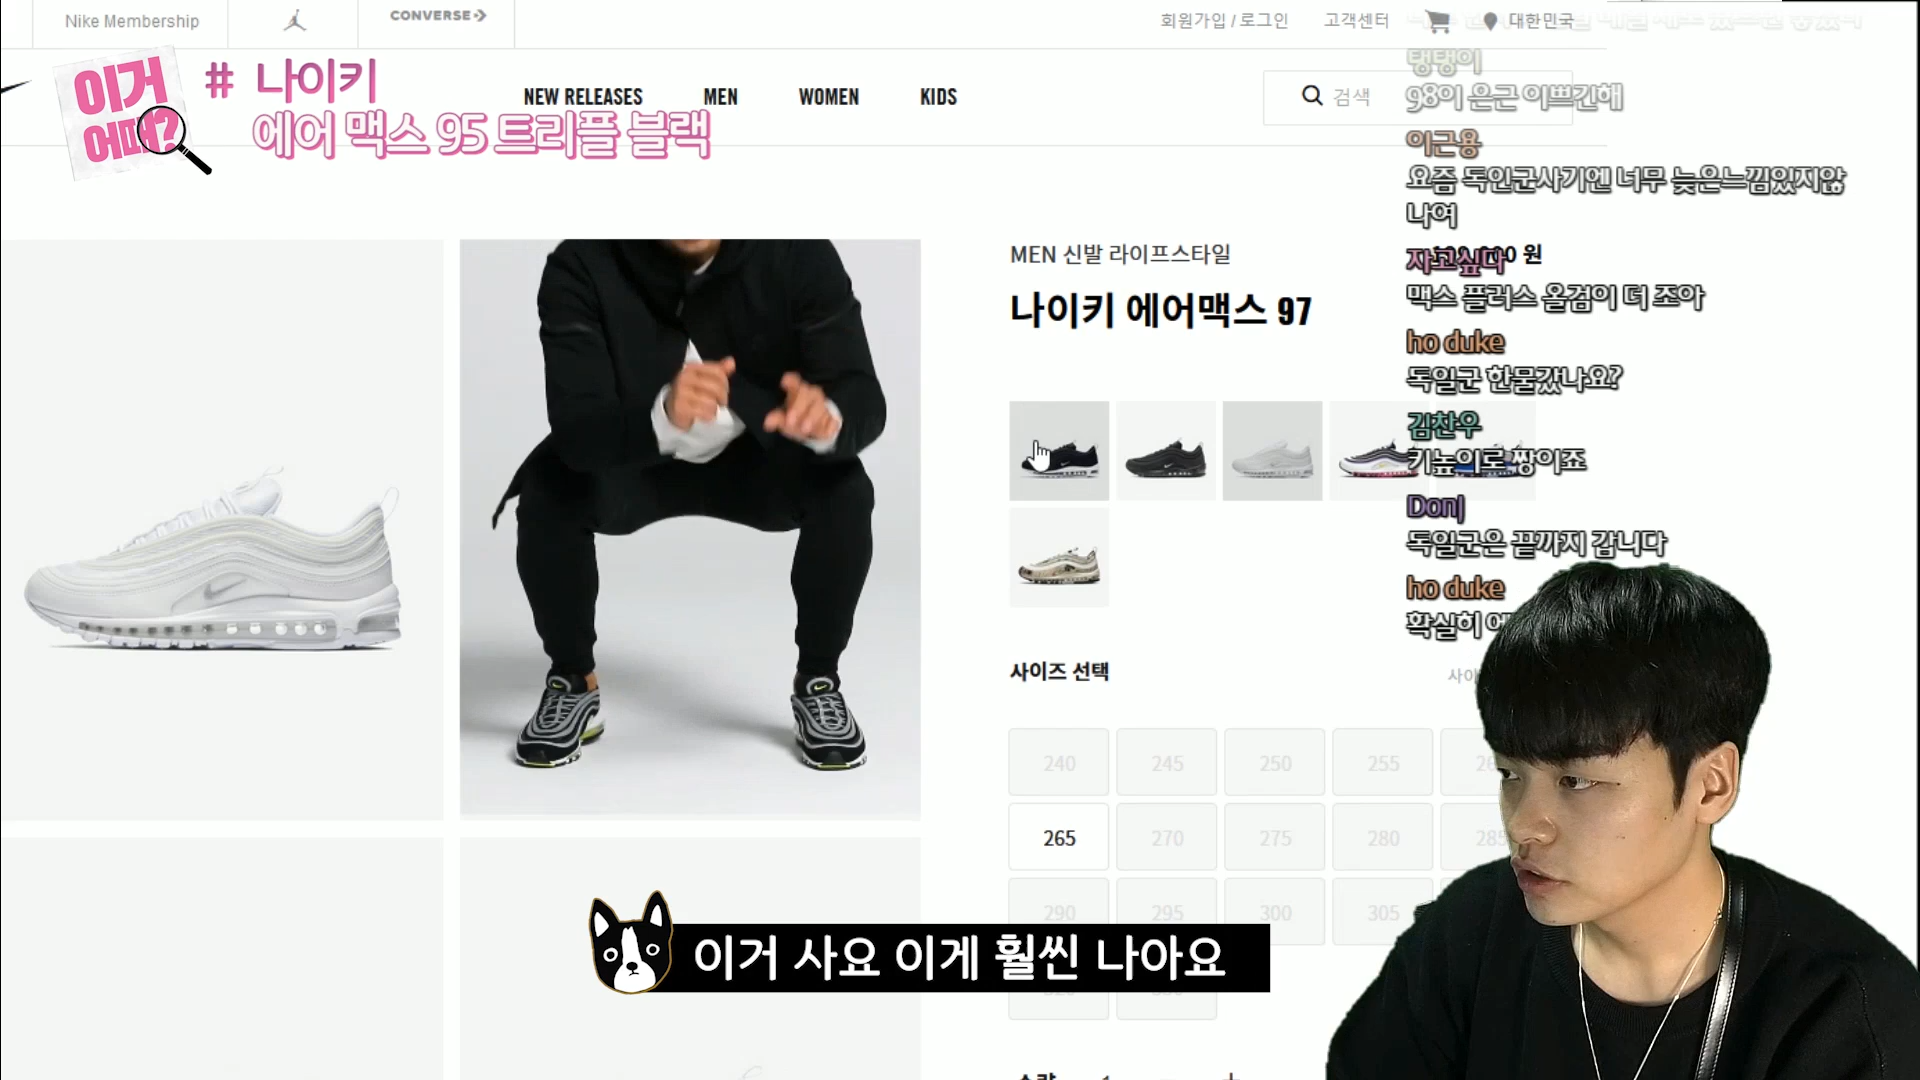 Nike Membership
CONVERSE
회원가입 / 로그인
고객센터
대한민국
이거
어때?
# 나이키
에어 맥스 95 트리플 블랙
NEW RELEASES
MEN
WOMEN
KIDS
검색
탱탱이
98이 은근 이쁘긴해
이근용
요즘 독인군사기엔 너무 늦은느낌있지않
나여
자고싶다
맥스 플러스 올검이 더 조아
ho duke
독일군 한물갔나요?
김찬우
키높이로 짱이죠
Donj
독일군은 끝까지 갑니다
ho duke
확실히
MEN 신발 라이프스타일
원
나이키 에어맥스 97
사이즈 선택
240
245
250
255
265
270
275
280
285
290
295
300
305
이거 사요 이게 훨씬 나아요